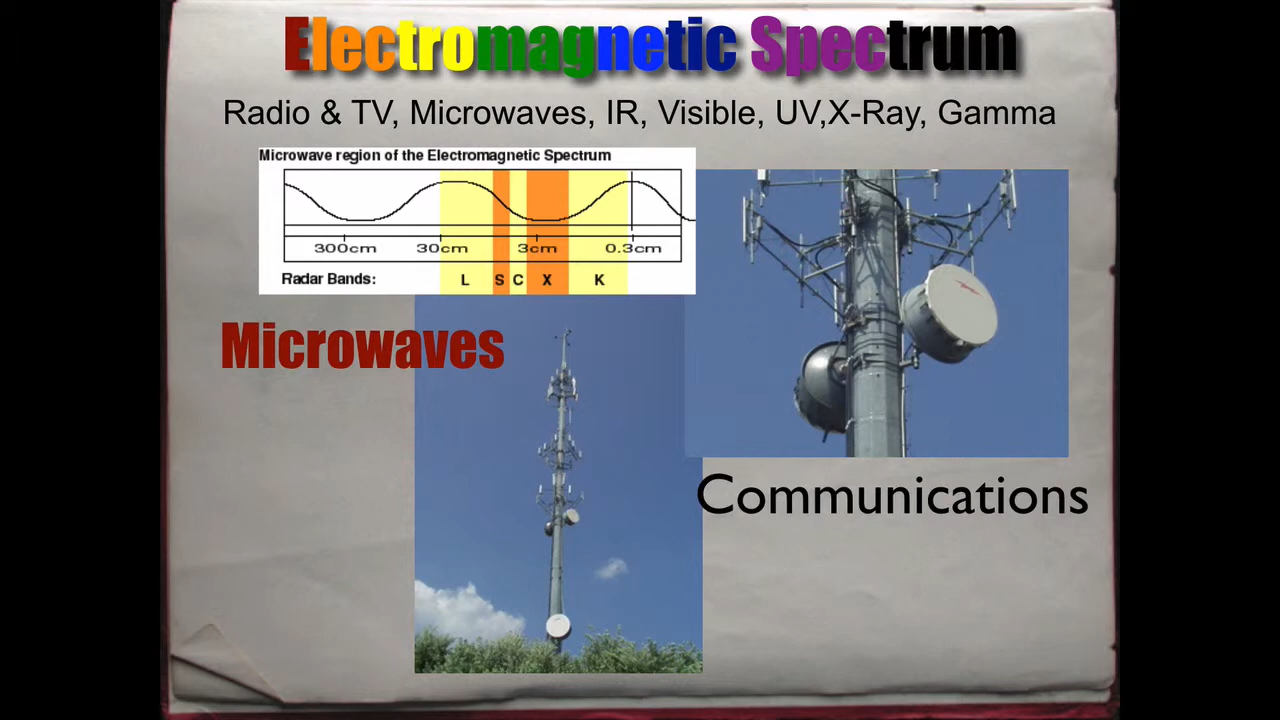 Electromagnetic Spectrum
Radio & TV, Microwaves, IR, Visible, UV,X-Ray, Gamma
Microwave region of the Electromagnetic Spectrum
300cm 30cm 3cm 0.3cm
Radar Bands: L S C X K
Microwaves
Communications